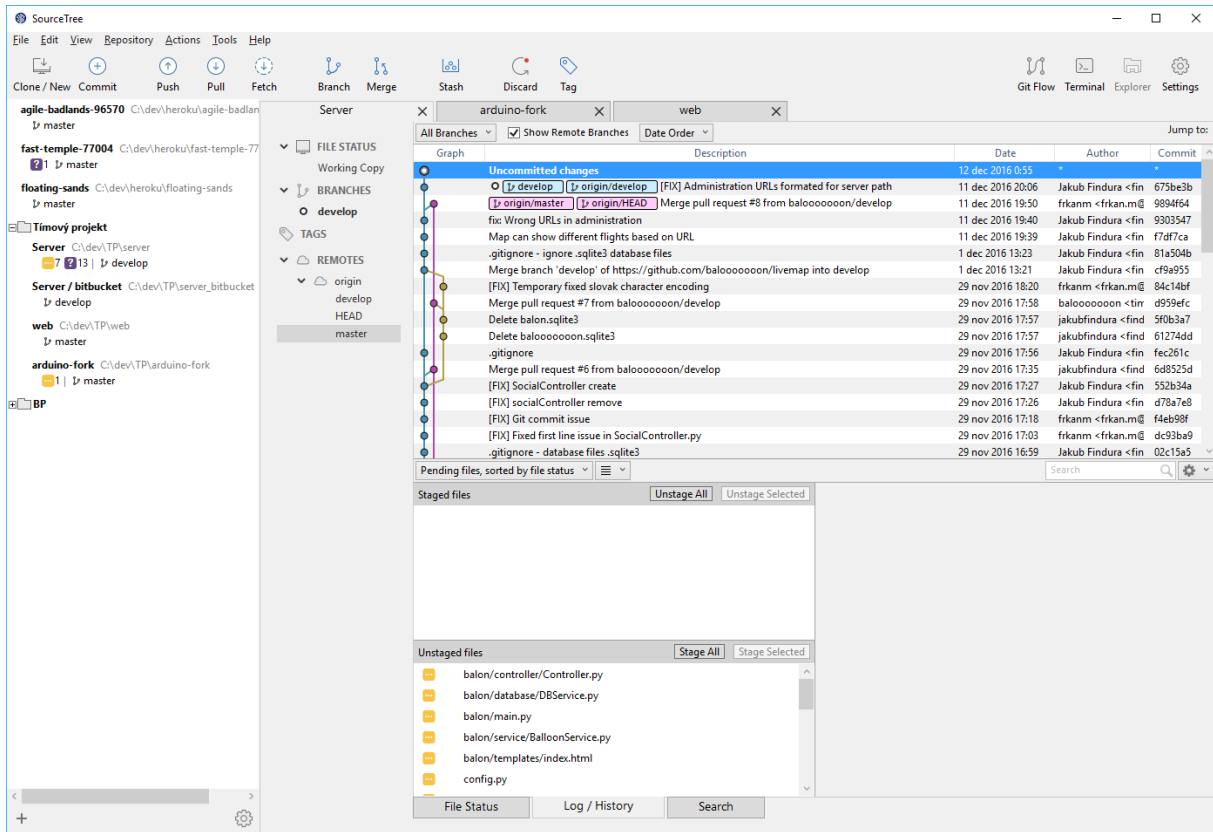 SourceTree
File Edit View Repository Actions Tools Help
Clone / New Commit Push Pull Fetch Branch Merge Stash Discard Tag Git Flow Terminal Explorer Settings
agile-badlands-96570 C:\dev\heroku\agile-badlan
master
fast-temple-77004 C:\dev\heroku\fast-temple-77
?1 master
floating-sands C:\dev\heroku\floating-sands
master
Tímový projekt
Server C:\dev\TP\server
7 ?13 | develop
Server / bitbucket C:\dev\TP\server_bitbucket
develop
web C:\dev\TP\web
master
arduino-fork C:\dev\TP\arduino-fork
1 | master
BP
Server arduino-fork web
FILE STATUS
Working Copy
BRANCHES
develop
TAGS
REMOTES
origin
develop
HEAD
master
All Branches Show Remote Branches Date Order Jump to:
Graph Description Date Author Commit
Uncommitted changes 12 dec 2016 0:55 * *
develop origin/develop [FIX] Administration URLs formated for server path 11 dec 2016 20:06 Jakub Findura <fin 675be3b
origin/master origin/HEAD Merge pull request #8 from balooooooon/develop 11 dec 2016 19:50 frkanm <frkan.m@ 9894f64
fix: Wrong URLs in administration 11 dec 2016 19:40 Jakub Findura <fin 9303547
Map can show different flights based on URL 11 dec 2016 19:39 Jakub Findura <fin f7df7ca
.gitignore - ignore .sqlite3 database files 1 dec 2016 13:23 Jakub Findura <fin 81a504b
Merge branch 'develop' of https://github.com/balooooooon/livemap into develop 1 dec 2016 13:21 Jakub Findura <fin cf9a955
[FIX] Temporary fixed slovak character encoding 29 nov 2016 18:20 frkanm <frkan.m@ 84c14bf
Merge pull request #7 from balooooooon/develop 29 nov 2016 17:58 balooooooon <tim d959efc
Delete balon.sqlite3 29 nov 2016 17:57 jakubfindura <find 5f0b3a7
Delete balooooooon.sqlite3 29 nov 2016 17:57 jakubfindura <find 61274dd
.gitignore 29 nov 2016 17:56 Jakub Findura <fin fec261c
Merge pull request #6 from balooooooon/develop 29 nov 2016 17:35 jakubfindura <find 6d8525d
[FIX] SocialController create 29 nov 2016 17:27 Jakub Findura <fin 552b34a
[FIX] socialController remove 29 nov 2016 17:26 Jakub Findura <fin d78a7e8
[FIX] Git commit issue 29 nov 2016 17:18 frkanm <frkan.m@ f4eb98f
[FIX] Fixed first line issue in SocialController.py 29 nov 2016 17:03 frkanm <frkan.m@ dc93ba9
.gitignore - database files .sqlite3 29 nov 2016 16:59 Jakub Findura <fin 02c15a5
Pending files, sorted by file status Search
Staged files Unstage All Unstage Selected
Unstaged files Stage All Stage Selected
balon/controller/Controller.py
balon/database/DBService.py
balon/main.py
balon/service/BalloonService.py
balon/templates/index.html
config.py
File Status Log / History Search